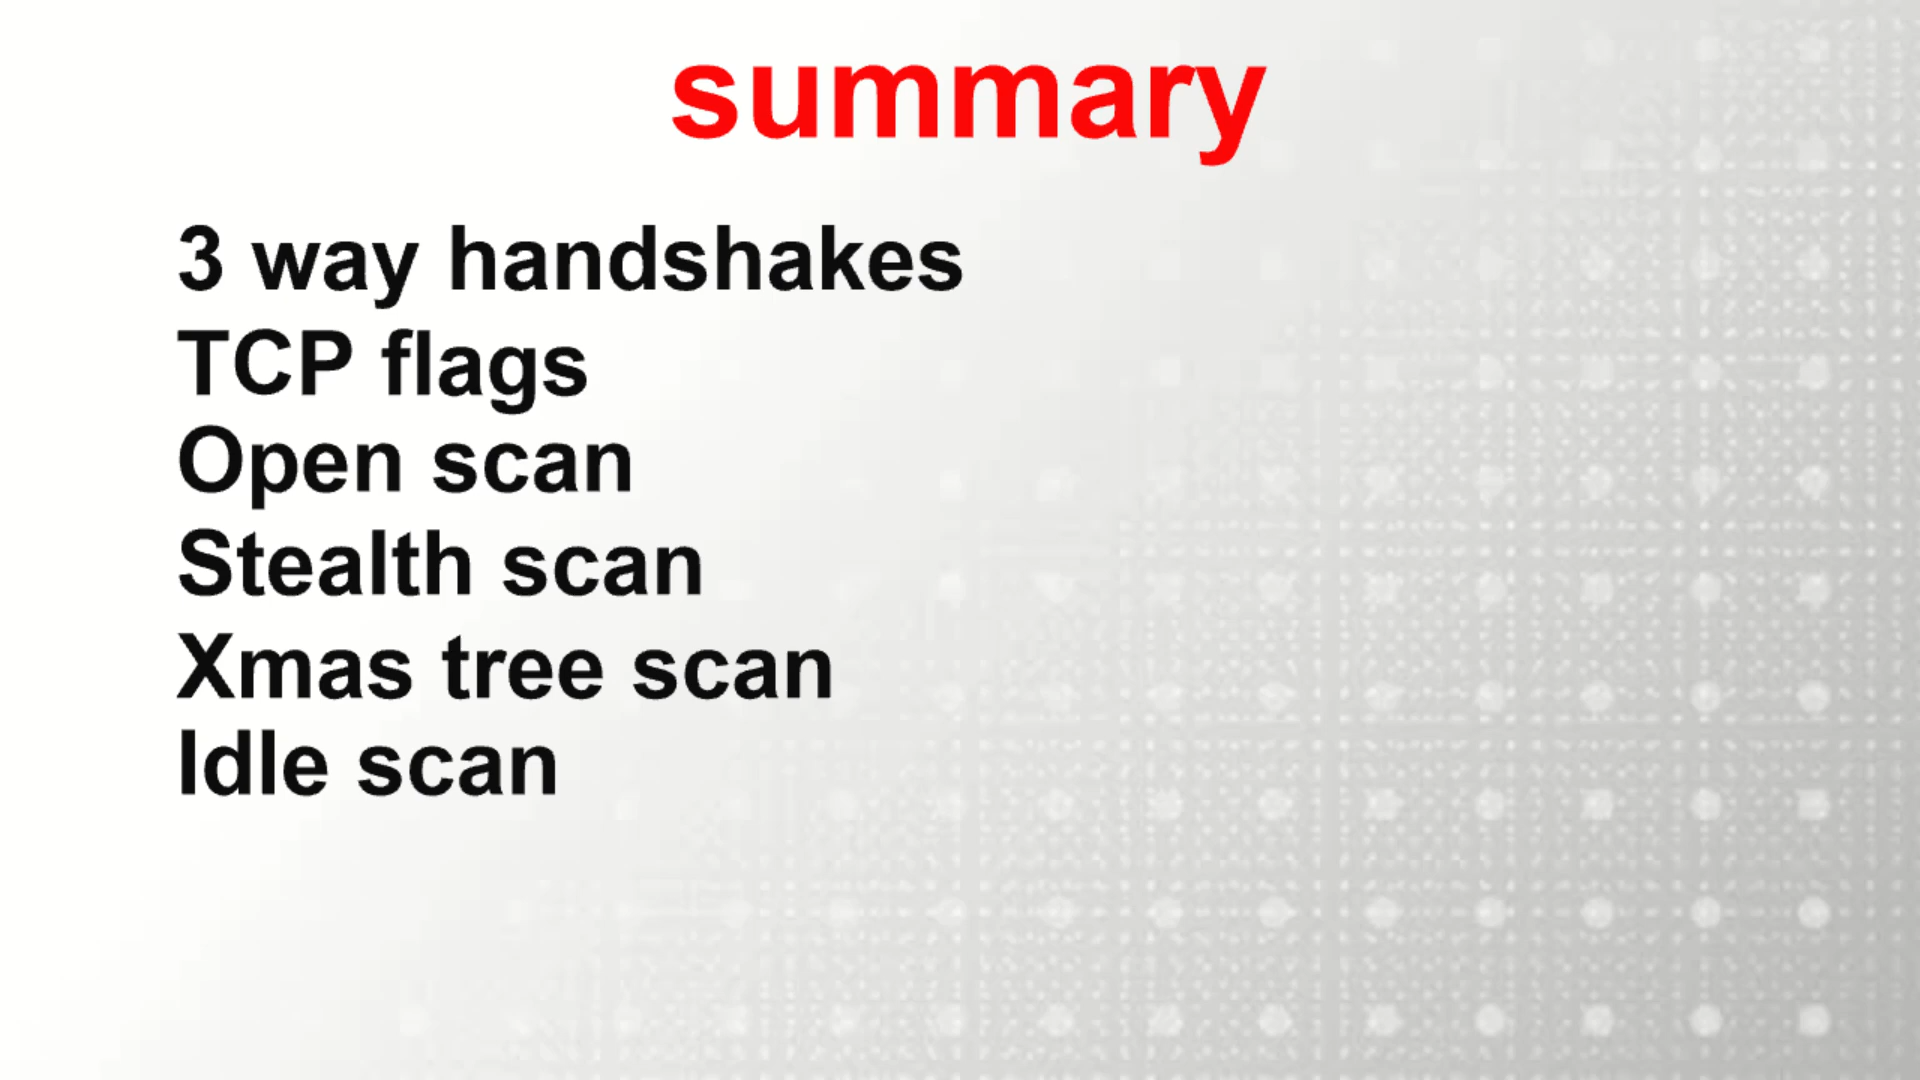 summary
3 way handshakes
TCP flags
Open scan
Stealth scan
Xmas tree scan
Idle scan